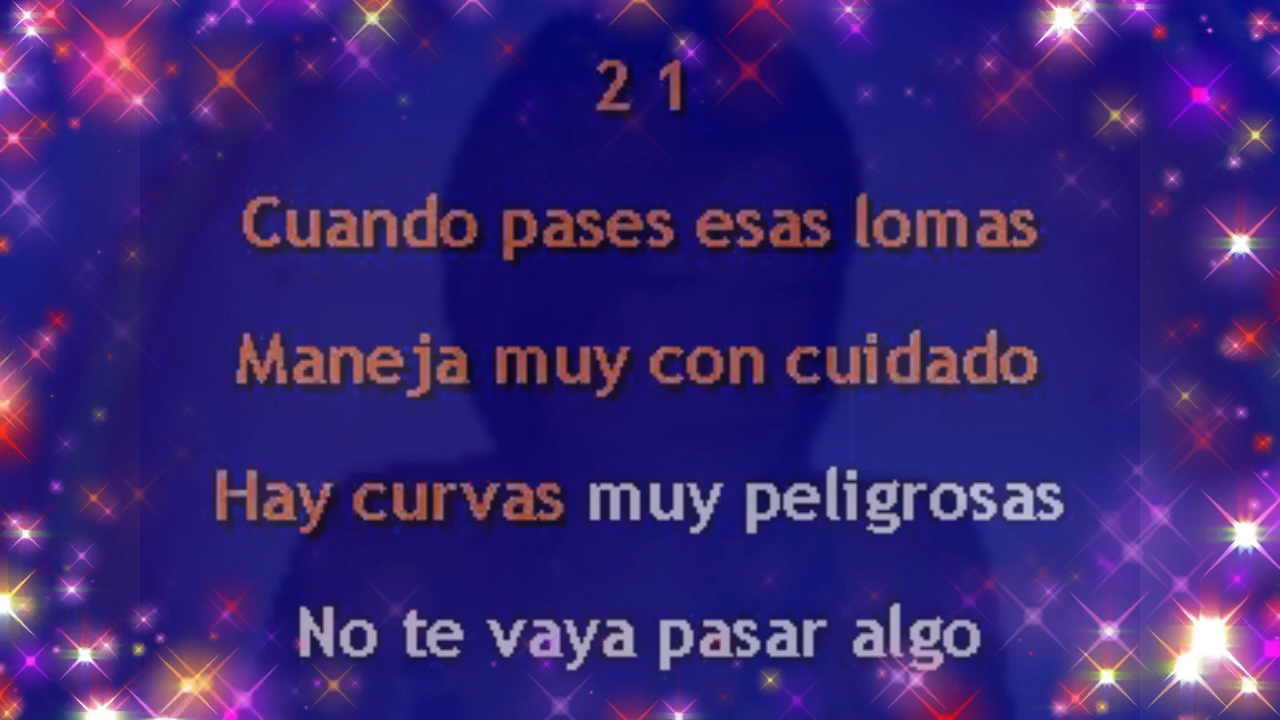 2 1
Cuando pases esas lomas
Maneja muy con cuidado
Hay curvas muy peligrosas
No te vaya pasar algo